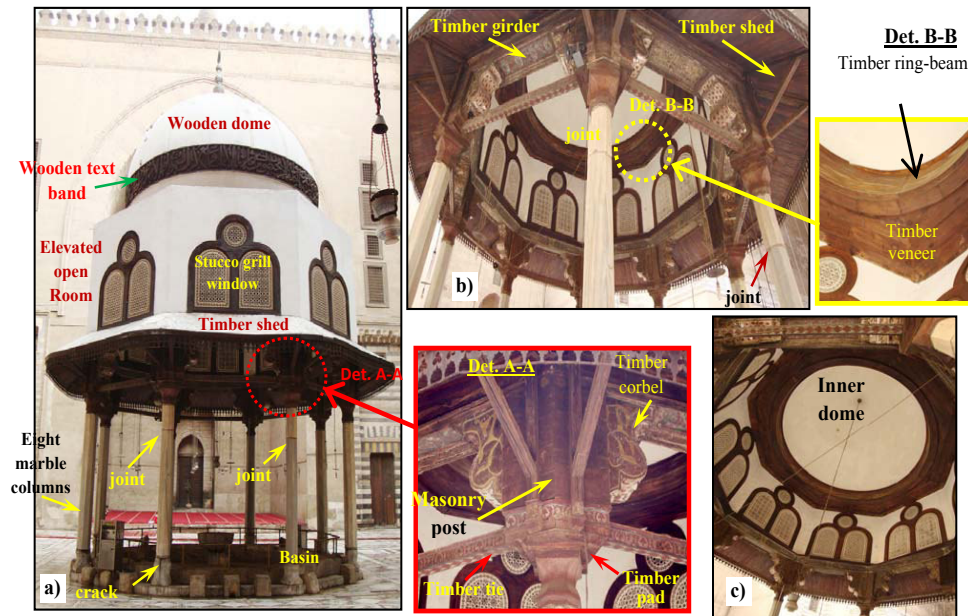 Wooden dome
Wooden text
band
Elevated
open
Room
Stucco grill
window
Timber shed
Det. A-A
Eight
marble
columns
joint
joint
Basin
crack
a)
Timber girder
Timber shed
Det. B-B
joint
joint
b)
Det. B-B
Timber ring-beam
Timber
veneer
Det. A-A
Timber
corbel
Masonry
post
Timber tie
Timber
pad
Inner
dome
c)